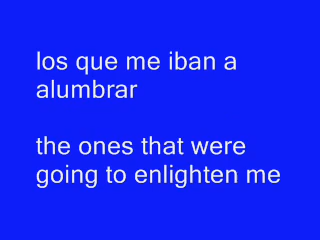 los que me iban a
alumbrar
the ones that were
going to enlighten me